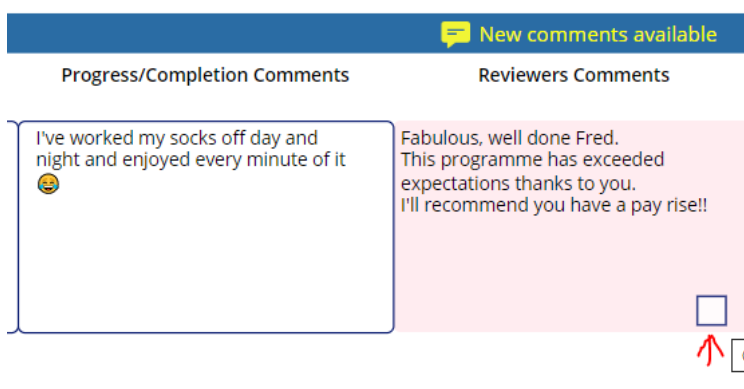 New comments available
Progress/Completion Comments
Reviewers Comments
I've worked my socks off day and
night and enjoyed every minute of it
😂
Fabulous, well done Fred.
This programme has exceeded
expectations thanks to you.
I'll recommend you have a pay rise!!